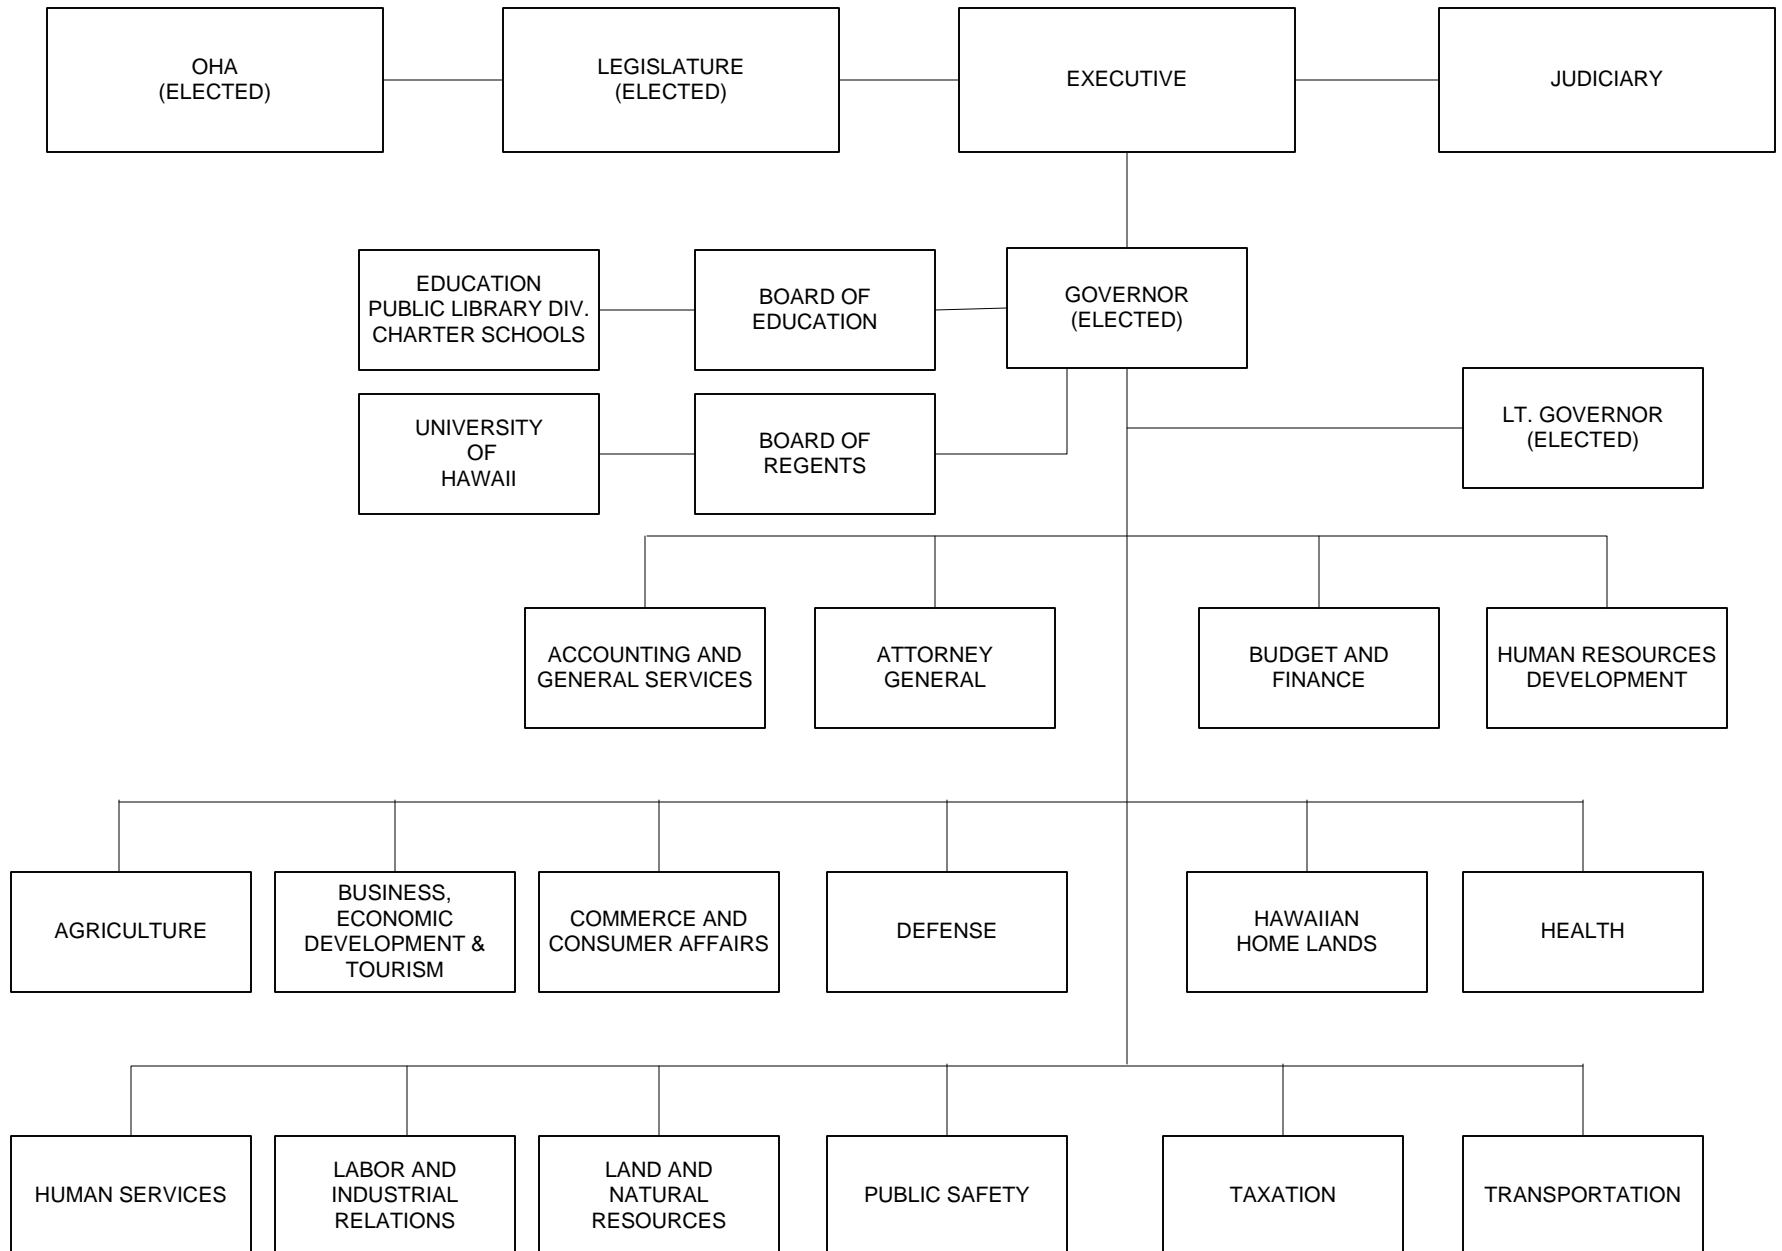 OHA
(ELECTED)
LEGISLATURE
(ELECTED)
EXECUTIVE
JUDICIARY
EDUCATION
PUBLIC LIBRARY DIV.
CHARTER SCHOOLS
BOARD OF
EDUCATION
GOVERNOR
(ELECTED)
UNIVERSITY
OF
HAWAII
BOARD OF
REGENTS
LT. GOVERNOR
(ELECTED)
ACCOUNTING AND
GENERAL SERVICES
ATTORNEY
GENERAL
BUDGET AND
FINANCE
HUMAN RESOURCES
DEVELOPMENT
AGRICULTURE
BUSINESS,
ECONOMIC
DEVELOPMENT &
TOURISM
COMMERCE AND
CONSUMER AFFAIRS
DEFENSE
HAWAIIAN
HOME LANDS
HEALTH
HUMAN SERVICES
LABOR AND
INDUSTRIAL
RELATIONS
LAND AND
NATURAL
RESOURCES
PUBLIC SAFETY
TAXATION
TRANSPORTATION